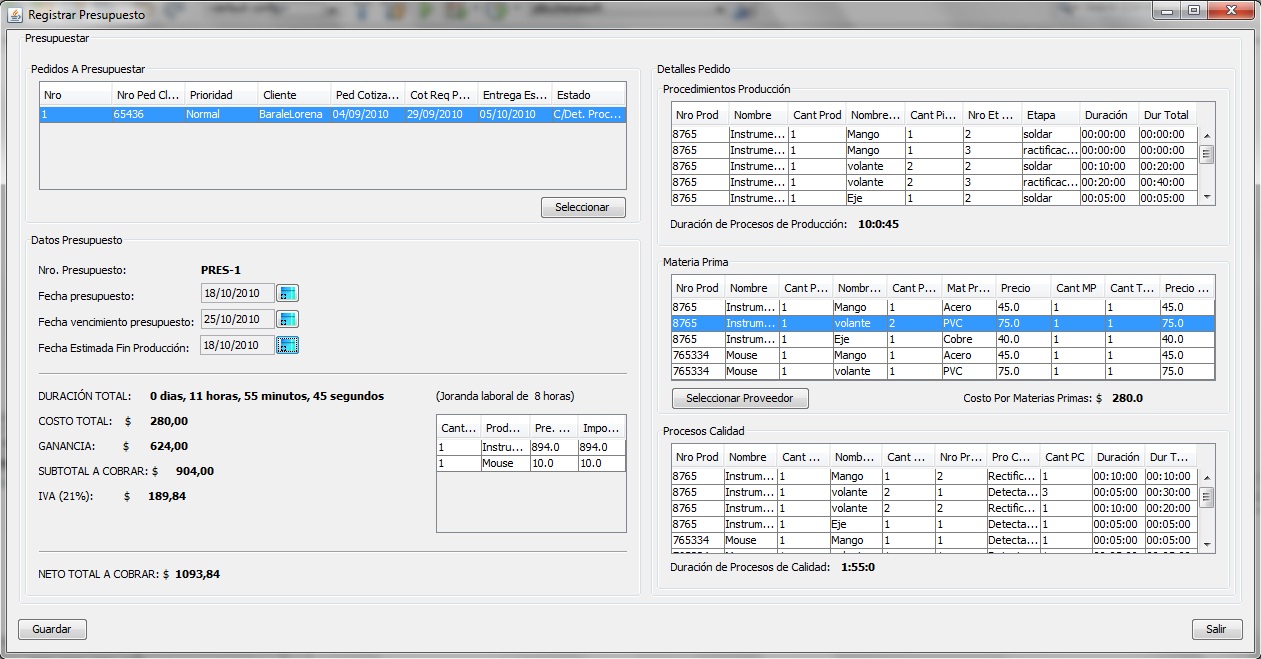 Registrar Presupuesto
Presupuestar
Pedidos A Presupuestar
Nro Nro Ped Cl... Prioridad Cliente Ped Cotiza... Cot Req P... Entrega Es... Estado
1 65436 Normal BaraleLorena 04/09/2010 29/09/2010 05/10/2010 C/Det. Proc...
Seleccionar
Datos Presupuesto
Nro. Presupuesto: PRES-1
Fecha presupuesto: 18/10/2010
Fecha vencimiento presupuesto: 25/10/2010
Fecha Estimada Fin Producción: 18/10/2010
DURACIÓN TOTAL: 0 dias, 11 horas, 55 minutos, 45 segundos
COSTO TOTAL: $ 280,00
GANANCIA: $ 624,00
SUBTOTAL A COBRAR: $ 904,00
IVA (21%): $ 189,84
(Joranda laboral de 8 horas)
Cant... Prod... Pre. ... Impo...
1 Instru... 894.0 894.0
1 Mouse 10.0 10.0
NETO TOTAL A COBRAR: $ 1093,84
Guardar
Detalles Pedido
Procedimientos Producción
Nro Prod Nombre Cant Prod Nombre... Cant Pi... Nro Et ... Etapa Duración Dur Total
8765 Instrume... 1 Mango 1 2 soldar 00:00:00 00:00:00
8765 Instrume... 1 Mango 1 3 ractificac... 00:00:00 00:00:00
8765 Instrume... 1 volante 2 2 soldar 00:10:00 00:20:00
8765 Instrume... 1 volante 2 3 ractificac... 00:20:00 00:40:00
8765 Instrume... 1 Eje 1 2 soldar 00:05:00 00:05:00
Duración de Procesos de Producción: 10:0:45
Materia Prima
Nro Prod Nombre Cant P... Nombr... Cant P... Mat Pr... Precio Cant MP Cant T... Precio ...
8765 Instrum... 1 Mango 1 Acero 45.0 1 1 45.0
8765 Instrum... 1 volante 2 PVC 75.0 1 1 75.0
8765 Instrum... 1 Eje 1 Cobre 40.0 1 1 40.0
765334 Mouse 1 Mango 1 Acero 45.0 1 1 45.0
765334 Mouse 1 volante 1 PVC 75.0 1 1 75.0
Seleccionar Proveedor
Costo Por Materias Primas: $ 280.0
Procesos Calidad
Nro Prod Nombre Cant ... Nomb... Cant ... Nro Pr... Pro C... Cant PC Duración Dur T...
8765 Instrum... 1 Mango 1 2 Rectific... 1 00:10:00 00:10:00
8765 Instrum... 1 volante 2 1 Detecta... 3 00:05:00 00:30:00
8765 Instrum... 1 volante 2 2 Rectific... 1 00:10:00 00:20:00
8765 Instrum... 1 Eje 1 1 Detecta... 1 00:05:00 00:05:00
765334 Mouse 1 Mango 1 1 Detecta... 1 00:05:00 00:05:00
Duración de Procesos de Calidad: 1:55:0
Salir